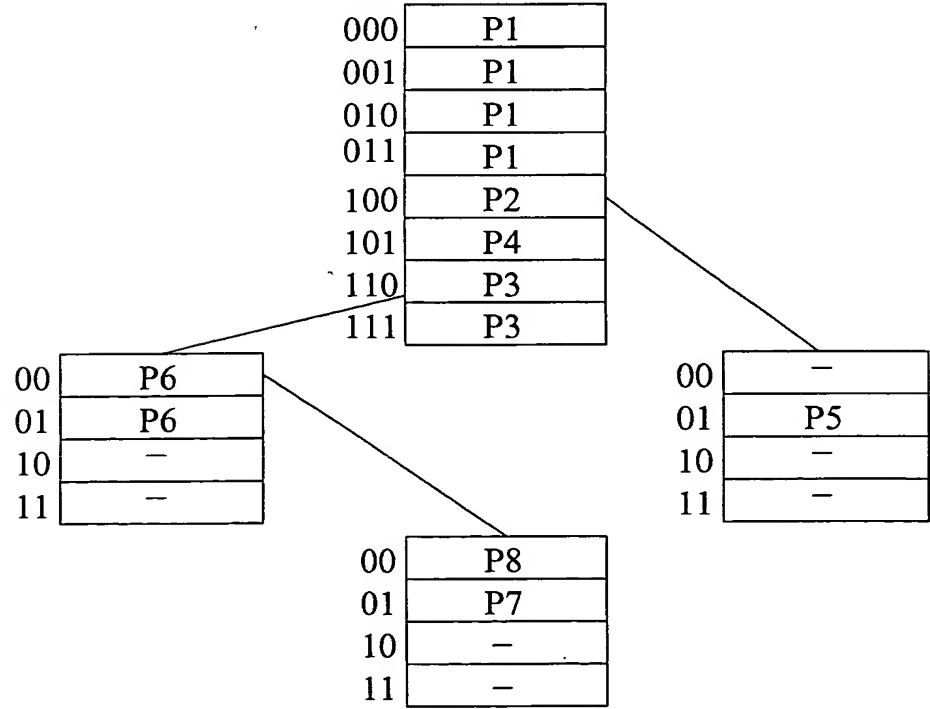 000 P1
001 P1
010 P1
011 P1
100 P2
101 P4
110 P3
111 P3
00 P6
01 P6
10 –
11 –
00 –
01 P5
10 –
11 –
00 P8
01 P7
10 –
11 –